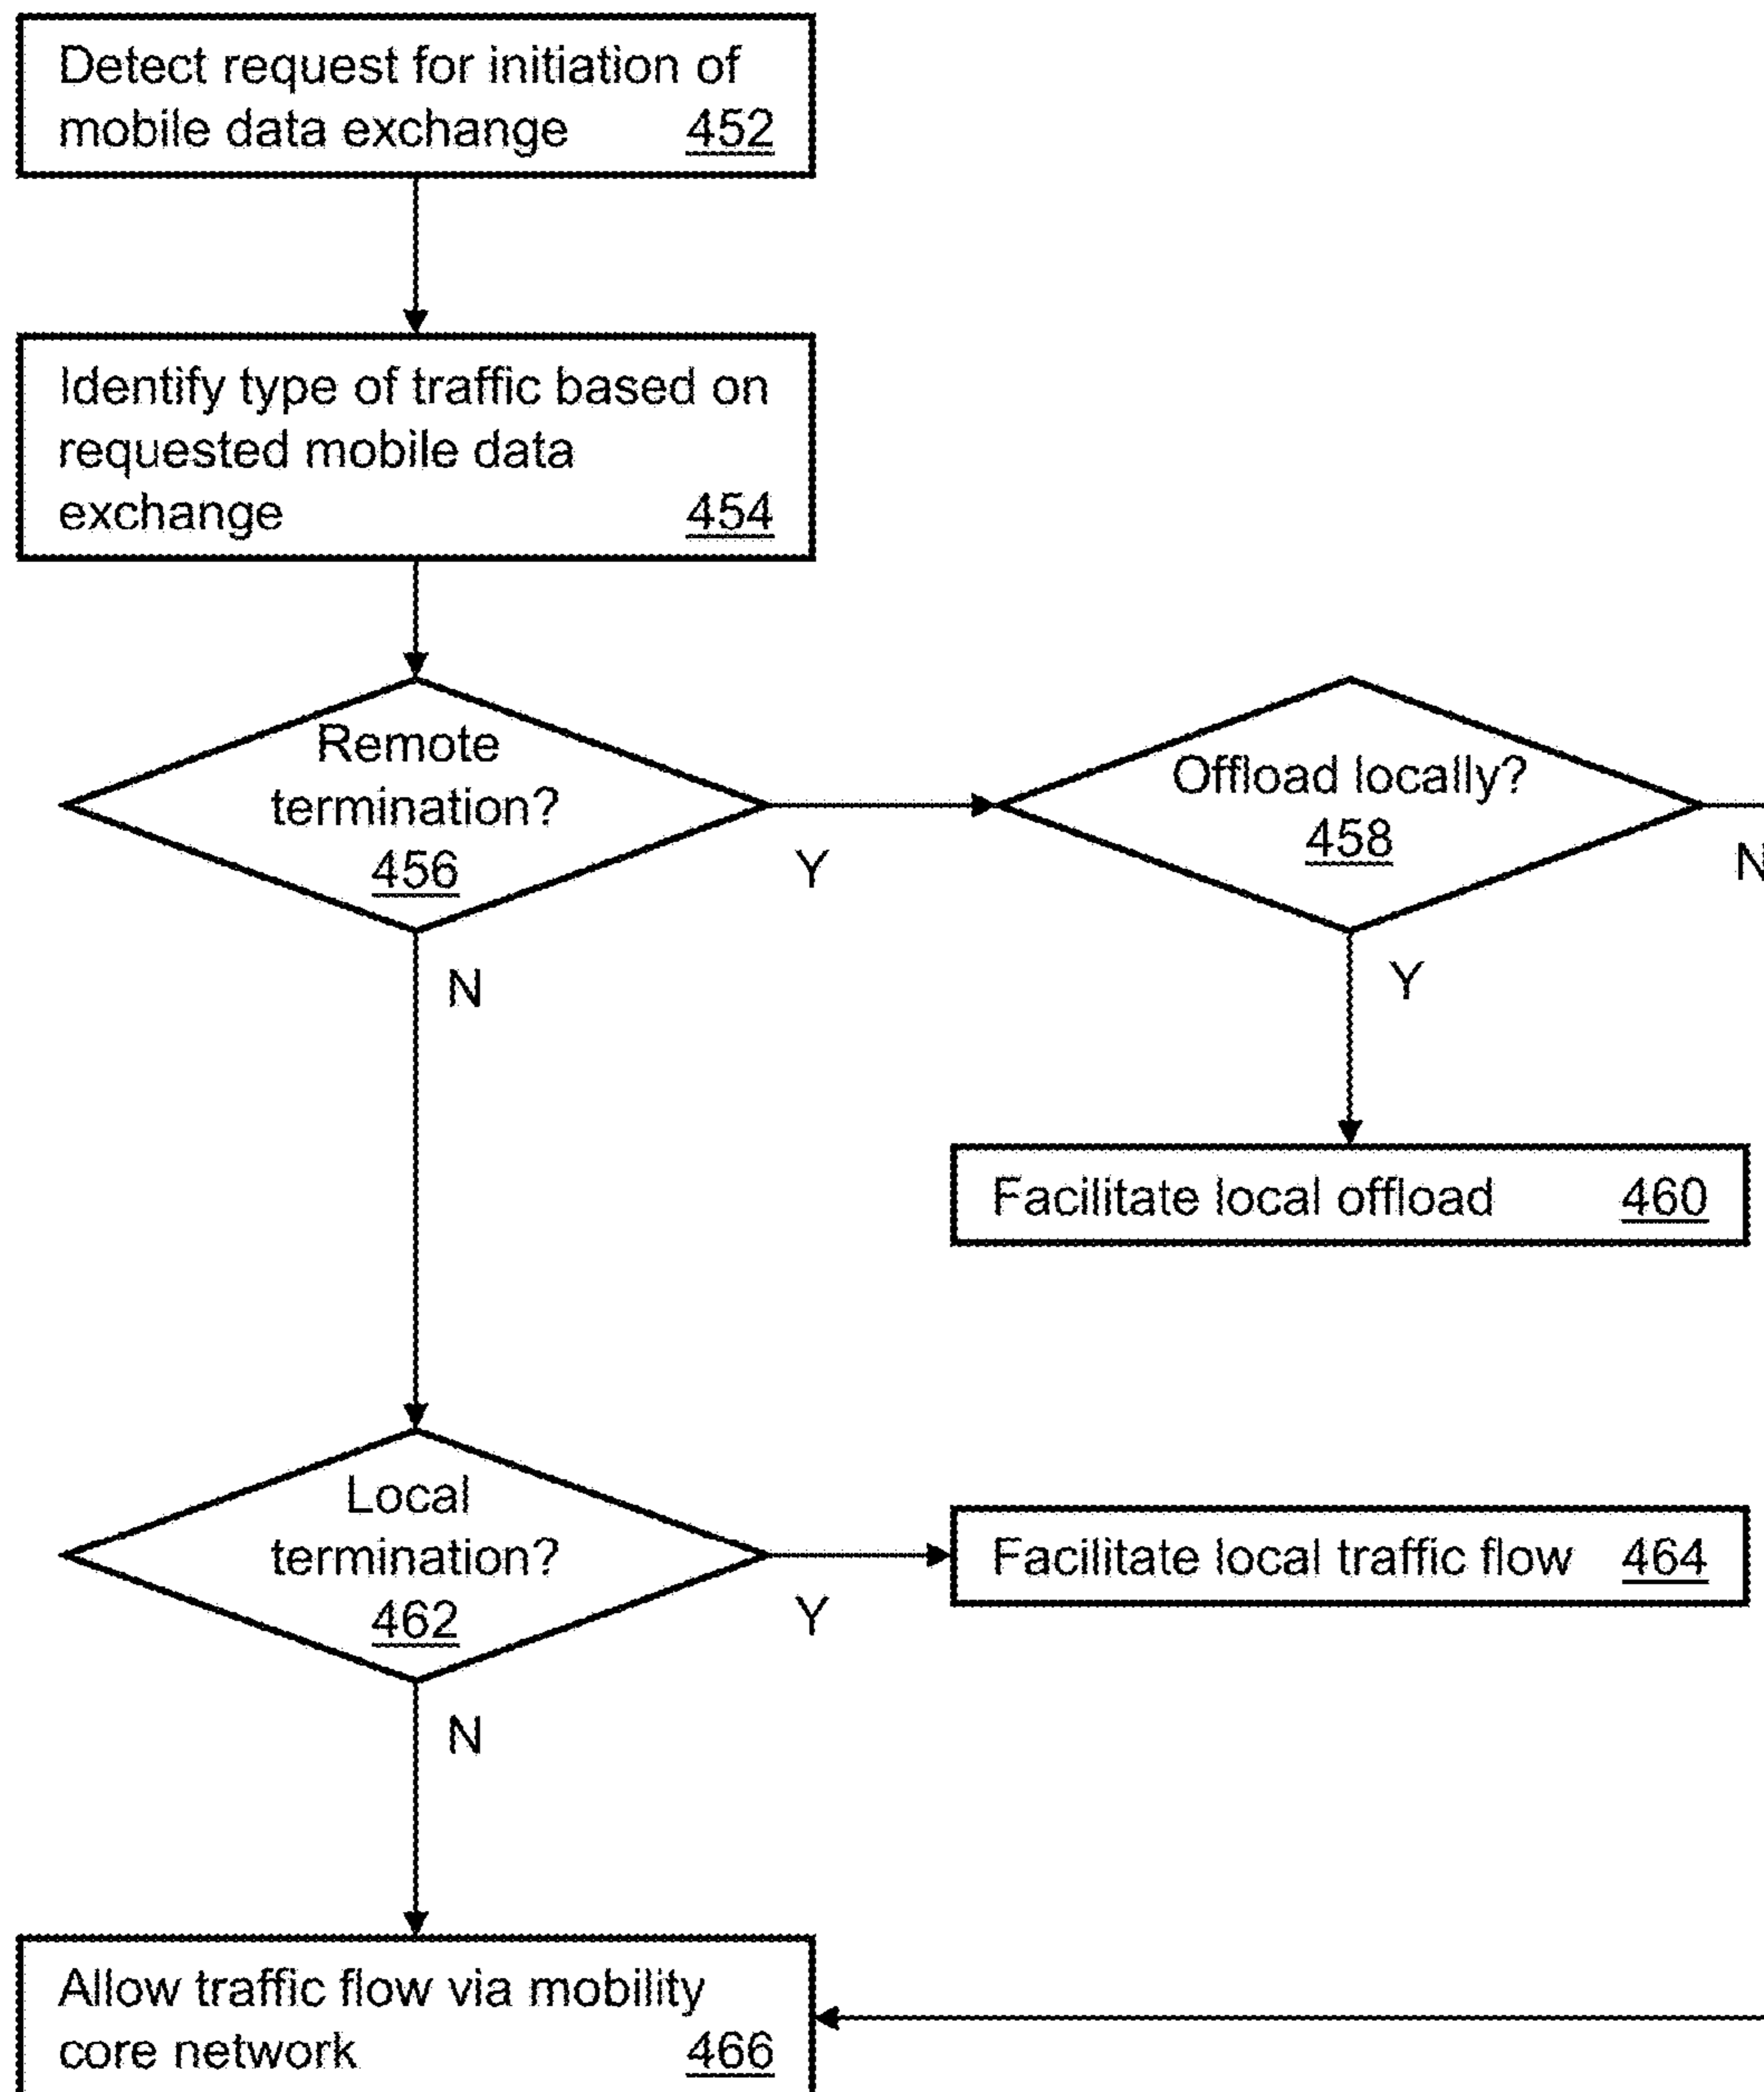 Detect request for initiation of
mobile data exchange 452
Identify type of traffic based on
requested mobile data
exchange 454
Remote
termination?
456
Y
N
Offload locally?
458
N
Y
Facilitate local offload 460
Local
termination?
462
Y
N
Facilitate local traffic flow 464
Allow traffic flow via mobility
core network 466